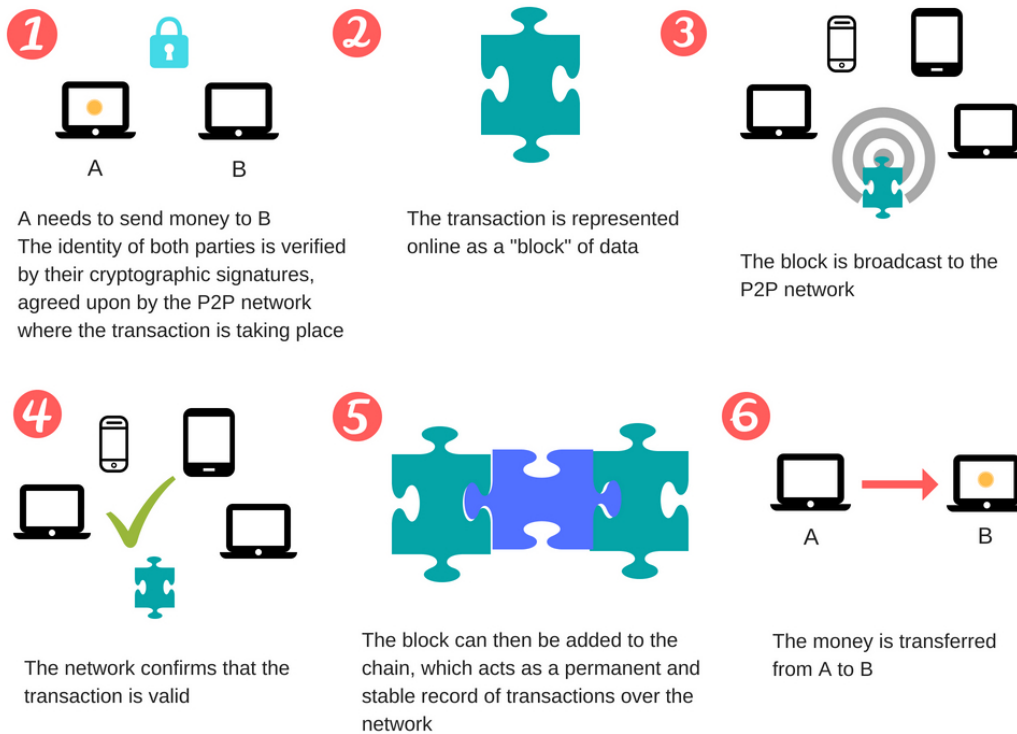 1
A
B
A needs to send money to B
The identity of both parties is verified
by their cryptographic signatures,
agreed upon by the P2P network
where the transaction is taking place
2
The transaction is represented
online as a "block" of data
3
The block is broadcast to the
P2P network
4
The network confirms that the
transaction is valid
5
The block can then be added to the
chain, which acts as a permanent and
stable record of transactions over the
network
6
A
B
The money is transferred
from A to B